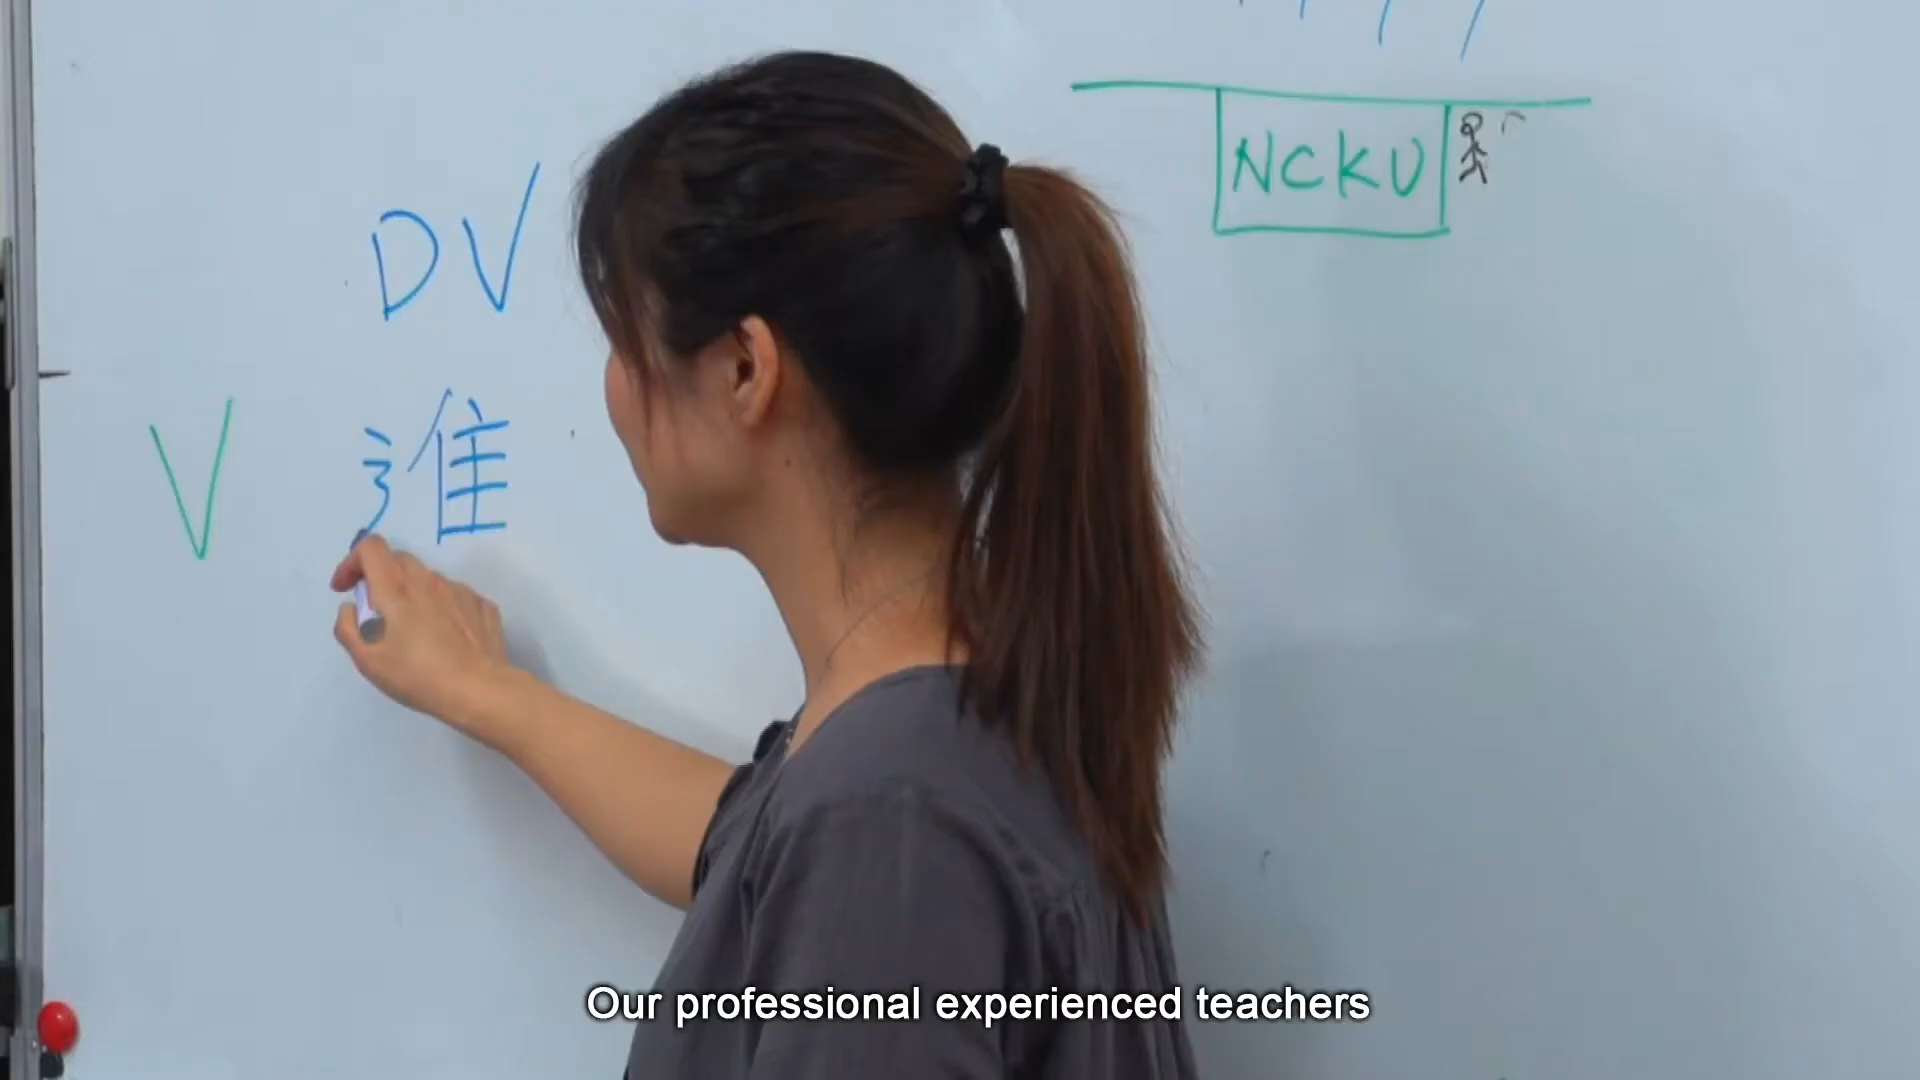 NCKU
DV
V 進
Our professional experienced teachers